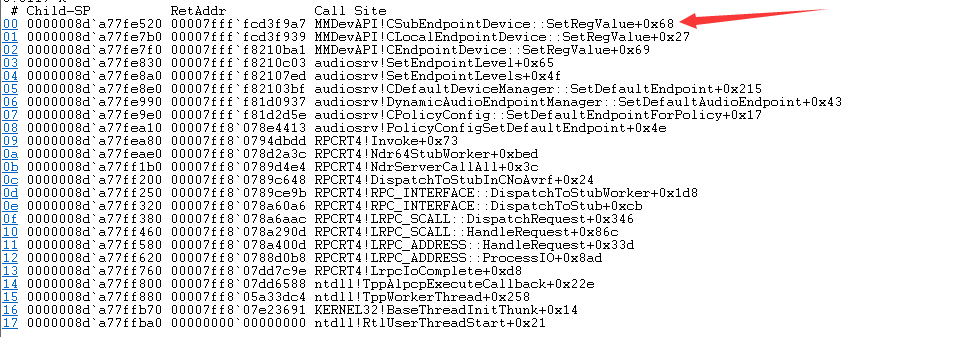 # Child-SP RetAddr Call Site
00 0000008d`a77fe520 00007fff`fcd3f9a7 MMDevAPI!CSubEndpointDevice::SetRegValue+0x68
01 0000008d`a77fe7b0 00007fff`fcd3f939 MMDevAPI!CLocalEndpointDevice::SetRegValue+0x27
02 0000008d`a77fe7f0 00007fff`f8210ba1 MMDevAPI!CEndpointDevice::SetRegValue+0x69
03 0000008d`a77fe830 00007fff`f8210c03 audiosrv!SetEndpointLevel+0x65
04 0000008d`a77fe8a0 00007fff`f82107ed audiosrv!SetEndpointLevels+0x4f
05 0000008d`a77fe8e0 00007fff`f82103bf audiosrv!CDefaultDeviceManager::SetDefaultEndpoint+0x215
06 0000008d`a77fe990 00007fff`f81d0937 audiosrv!DynamicAudioEndpointManager::SetDefaultAudioEndpoint+0x43
07 0000008d`a77fe9e0 00007fff`f81d2d5e audiosrv!CPolicyConfig::SetDefaultEndpointForPolicy+0x17
08 0000008d`a77fea10 00007ff8`078e4413 audiosrv!PolicyConfigSetDefaultEndpoint+0x4e
09 0000008d`a77fea80 00007ff8`0794dbdd RPCRT4!Invoke+0x73
0a 0000008d`a77feae0 00007ff8`078d2a3c RPCRT4!Ndr64StubWorker+0xbed
0b 0000008d`a77ff1b0 00007ff8`0789d4e4 RPCRT4!NdrServerCallAll+0x3c
0c 0000008d`a77ff200 00007ff8`0789c648 RPCRT4!DispatchToStubInCNoAvrf+0x24
0d 0000008d`a77ff250 00007ff8`0789ce9b RPCRT4!RPC_INTERFACE::DispatchToStubWorker+0x1d8
0e 0000008d`a77ff320 00007ff8`078a60a6 RPCRT4!RPC_INTERFACE::DispatchToStub+0xcb
0f 0000008d`a77ff380 00007ff8`078a6aac RPCRT4!LRPC_SCALL::DispatchRequest+0x346
10 0000008d`a77ff460 00007ff8`078a290d RPCRT4!LRPC_SCALL::HandleRequest+0x86c
11 0000008d`a77ff580 00007ff8`078a400d RPCRT4!LRPC_ADDRESS::HandleRequest+0x33d
12 0000008d`a77ff620 00007ff8`0788d0b8 RPCRT4!LRPC_ADDRESS::ProcessIO+0x8ad
13 0000008d`a77ff760 00007ff8`07dd7c9e RPCRT4!LrpcIoComplete+0xd8
14 0000008d`a77ff800 00007ff8`07dd6588 ntdll!TppAlpcpExecuteCallback+0x22e
15 0000008d`a77ff880 00007ff8`05a33dc4 ntdll!TppWorkerThread+0x258
16 0000008d`a77ffb70 00007ff8`07e23691 KERNEL32!BaseThreadInitThunk+0x14
17 0000008d`a77ffba0 00000000`00000000 ntdll!RtlUserThreadStart+0x21